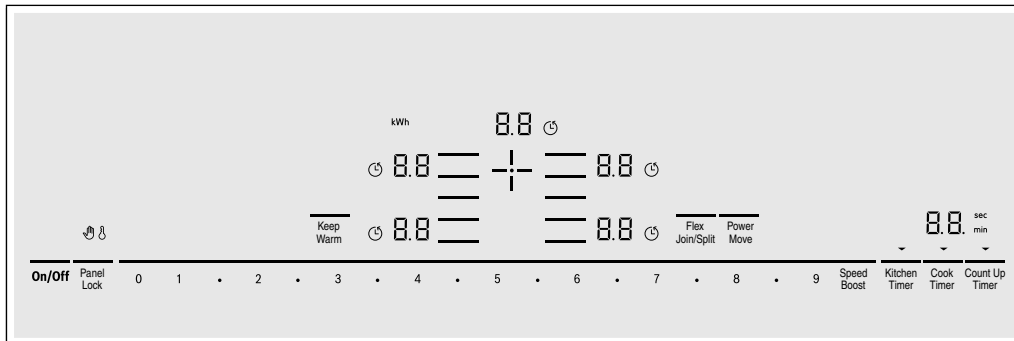 kWh
8.8
8.8 8.8
Keep
Warm
8.8 8.8
Flex
Join/Split
Power
Move
8.8. sec
min
On/Off
Panel
Lock
0 1 • 2 • 3 • 4 • 5 • 6 • 7 • 8 • 9
Speed
Boost
Kitchen
Timer
Cook
Timer
Count Up
Timer